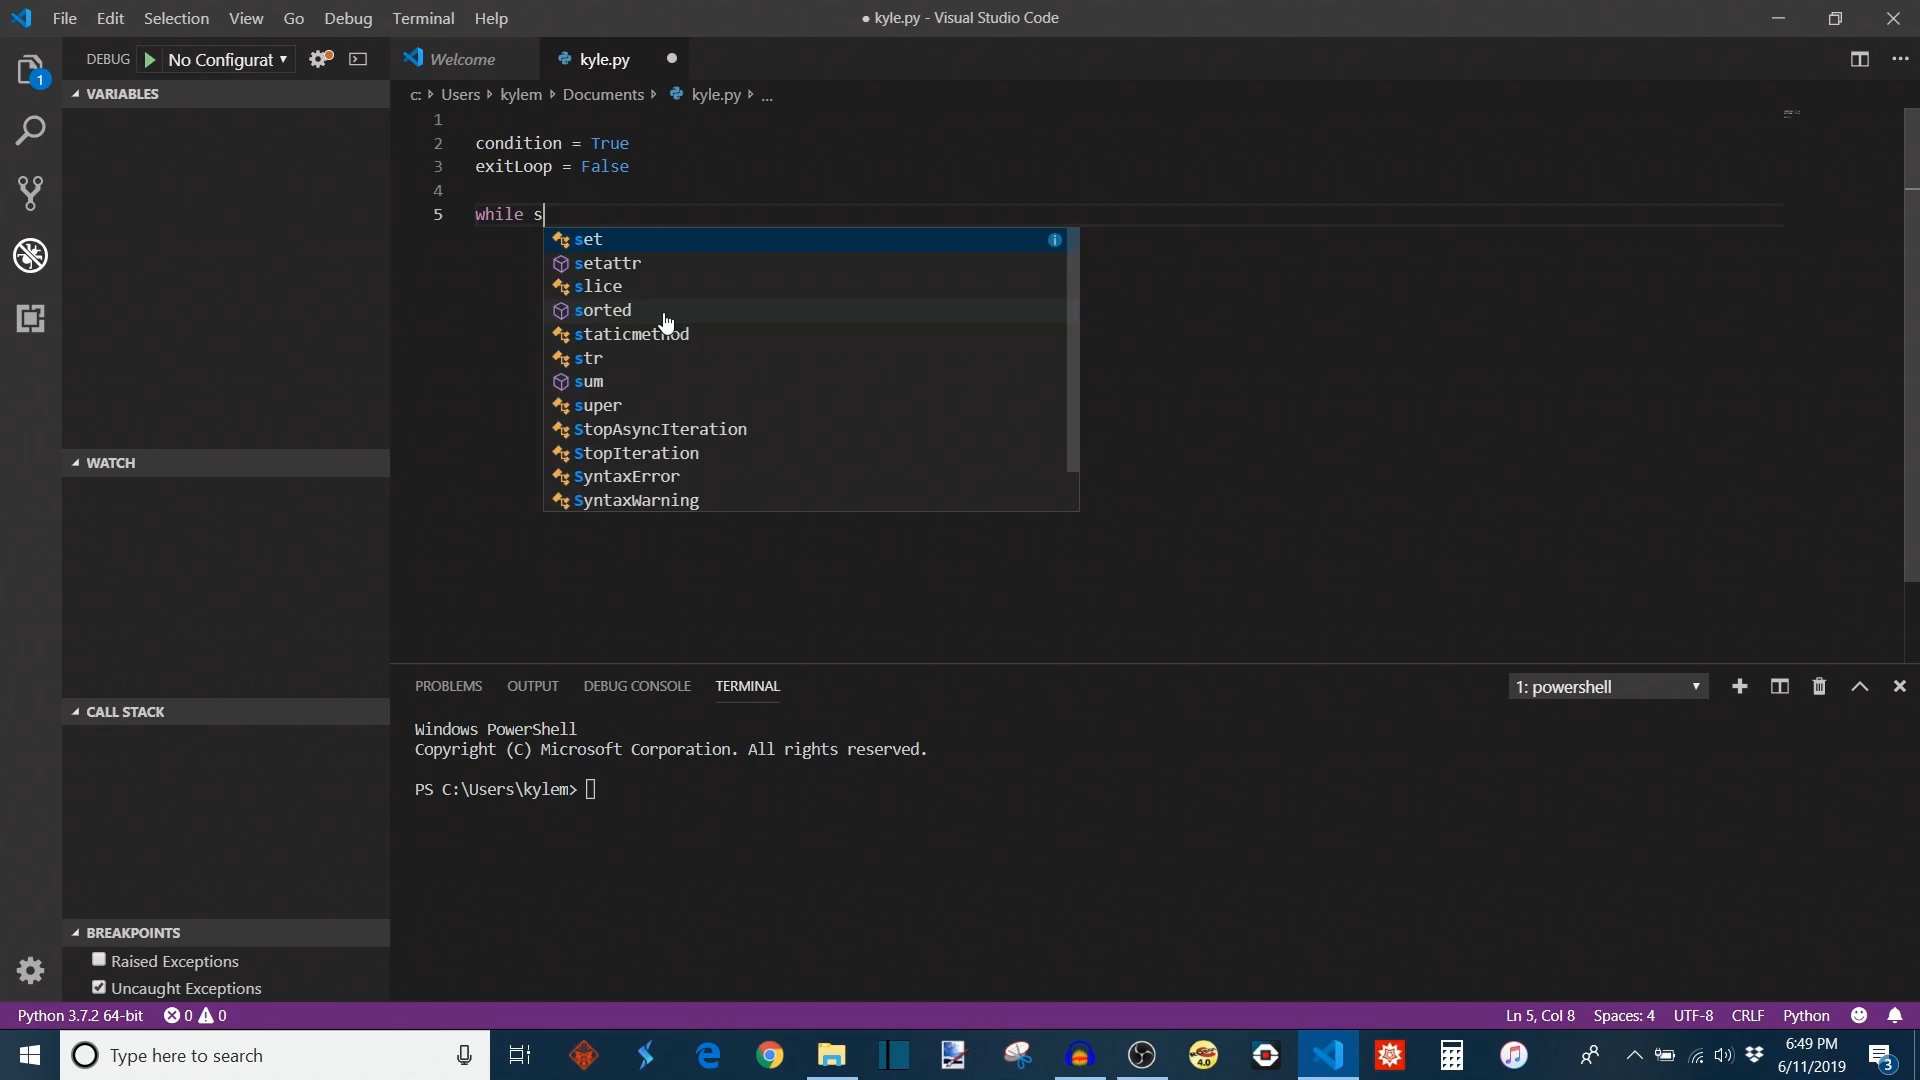 File Edit Selection View Go Debug Terminal Help
● kyle.py - Visual Studio Code
DEBUG No Configurat
Welcome
kyle.py
1
VARIABLES
c: Users kylem Documents kyle.py ...
1
2 condition = True
3 exitLoop = False
4
5 while s
set
setattr
slice
sorted
staticmethod
str
sum
super
StopAsyncIteration
StopIteration
SyntaxError
SyntaxWarning
WATCH
CALL STACK
BREAKPOINTS
Raised Exceptions
Uncaught Exceptions
PROBLEMS OUTPUT DEBUG CONSOLE TERMINAL
1: powershell
Windows PowerShell
Copyright (C) Microsoft Corporation. All rights reserved.
PS C:\Users\kylem>
Python 3.7.2 64-bit 0 0
Ln 5, Col 8 Spaces: 4 UTF-8 CRLF Python
Type here to search
4.0
6:49 PM
6/11/2019
3